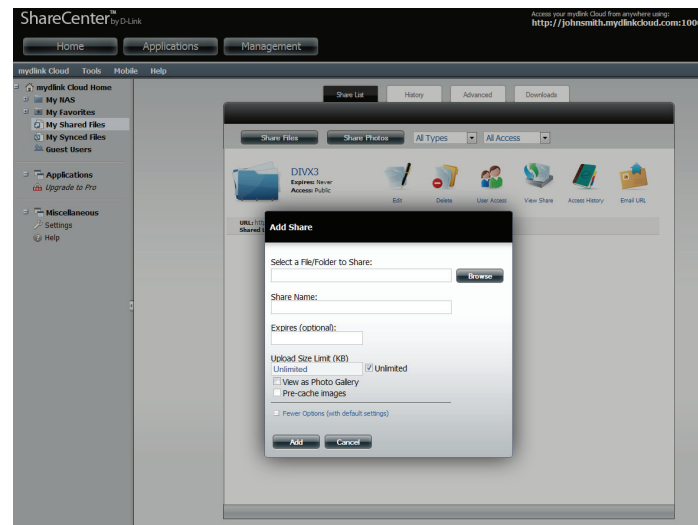 ShareCenter™ by D-Link
Access your mydlink Cloud from anywhere using:
http://johnsmith.mydlinkcloud.com:100
Home Applications Management
mydlink Cloud Tools Mobile Help
mydlink Cloud Home
My NAS
My Favorites
My Shared Files
My Synced Files
Guest Users
Applications
Upgrade to Pro
Miscellaneous
Settings
Help
Share List History Advanced Downloads
Share Files Share Photos All Types All Access
DIVX3
Expires: Never
Access: Public
Edit Delete User Access View Share Access History Email URL
URL:
Shared
Add Share
Select a File/Folder to Share:
Browse
Share Name:
Expires (optional):
Upload Size Limit (KB)
Unlimited Unlimited
View as Photo Gallery
Pre-cache images
Fewer Options (with default settings)
Add Cancel